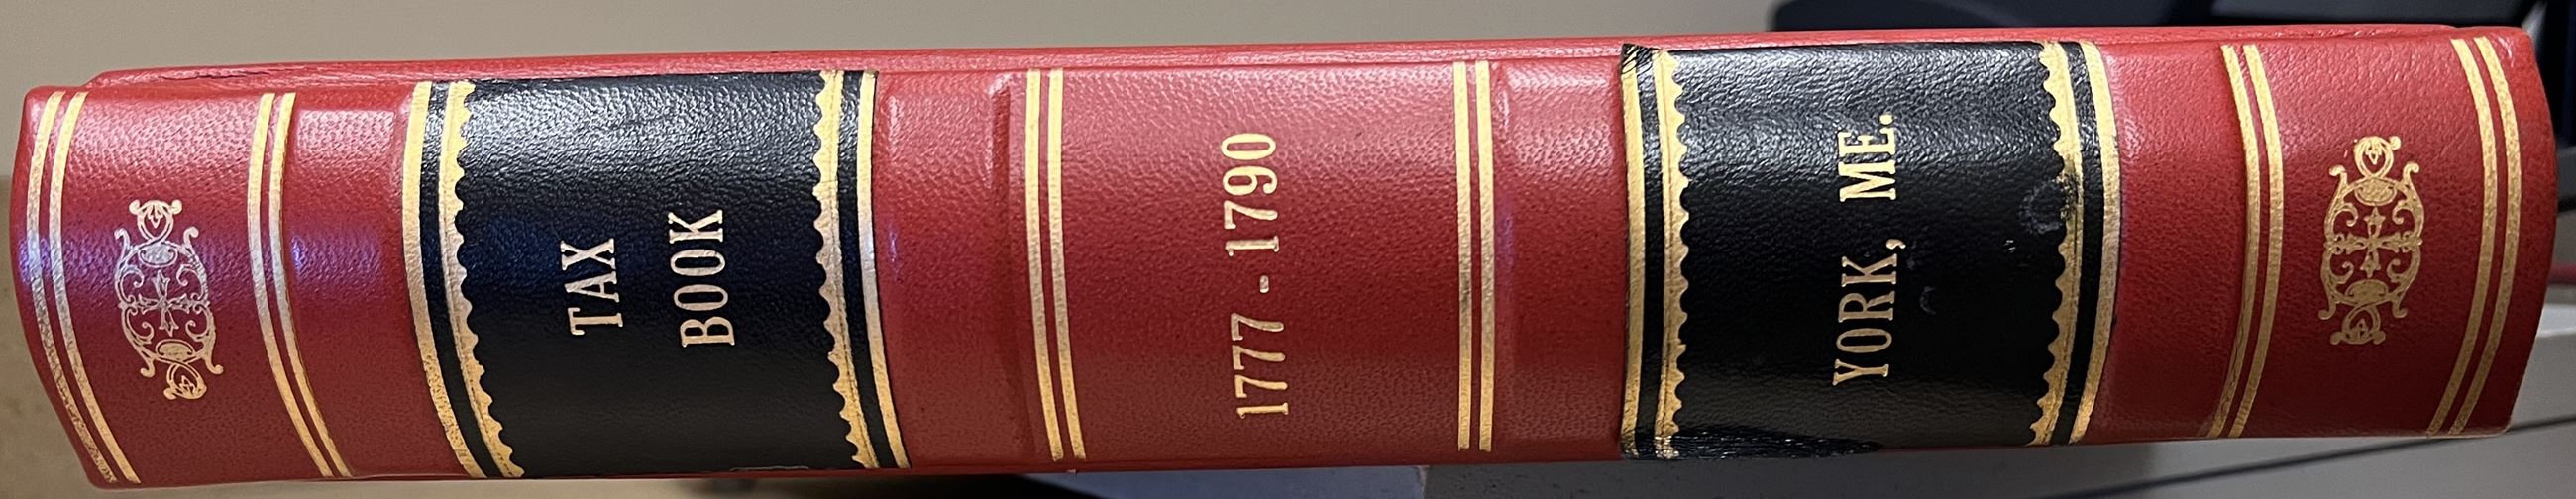 TAX
BOOK
1777 - 1790
YORK, ME.